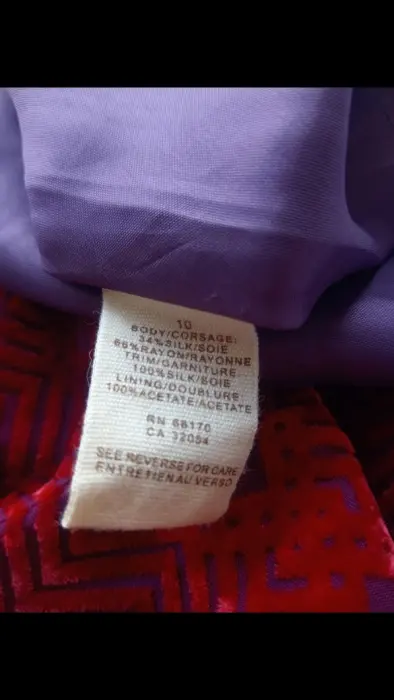 10
BODY/CORSAGE:
34%SILK/SOIE
66%RAYON/RAYONNE
TRIM/GARNITURE
100%SILK/SOIE
LINING/DOUBLURE:
100%ACETATE/ACETATE
RN 66170
CA 32054
SEE REVERSE FOR CARE
ENTRETIEN AU VERSO